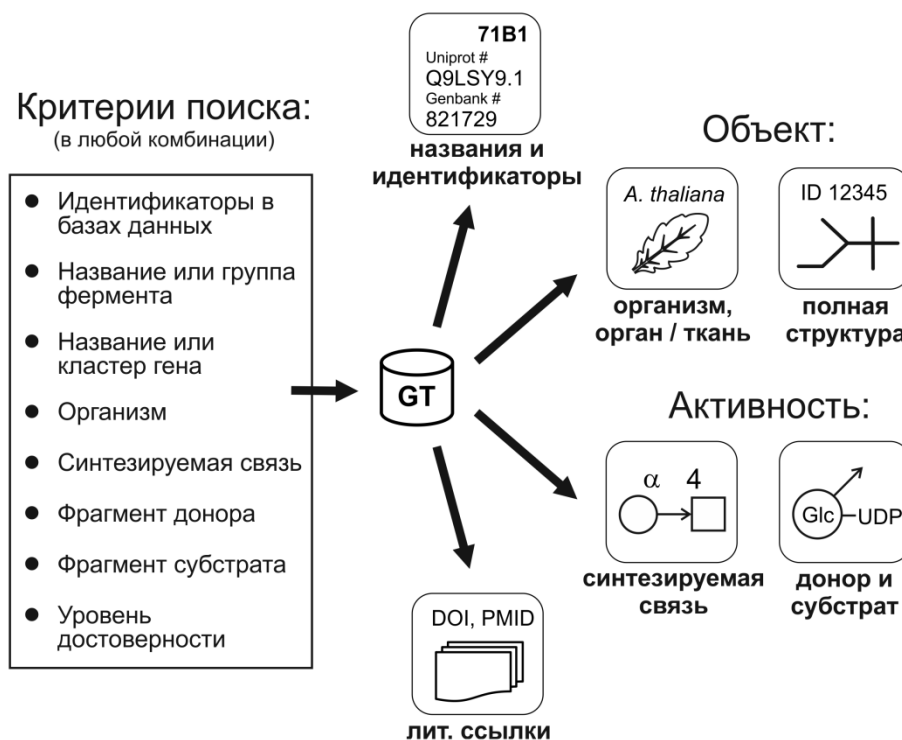 Критерии поиска:
(в любой комбинации)
● Идентификаторы в
базах данных
● Название или группа
фермента
● Название или
кластер гена
● Организм
● Синтезируемая связь
● Фрагмент донора
● Фрагмент субстрата
● Уровень
достоверности
GT
71B1
Uniprot #
Q9LSY9.1
Genbank #
821729
названия и
идентификаторы
Объект:
A. thaliana
организм,
орган / ткань
ID 12345
полная
структура
Активность:
α 4
синтезируемая
связь
Glc UDP
донор и
субстрат
DOI, PMID
лит. ссылки